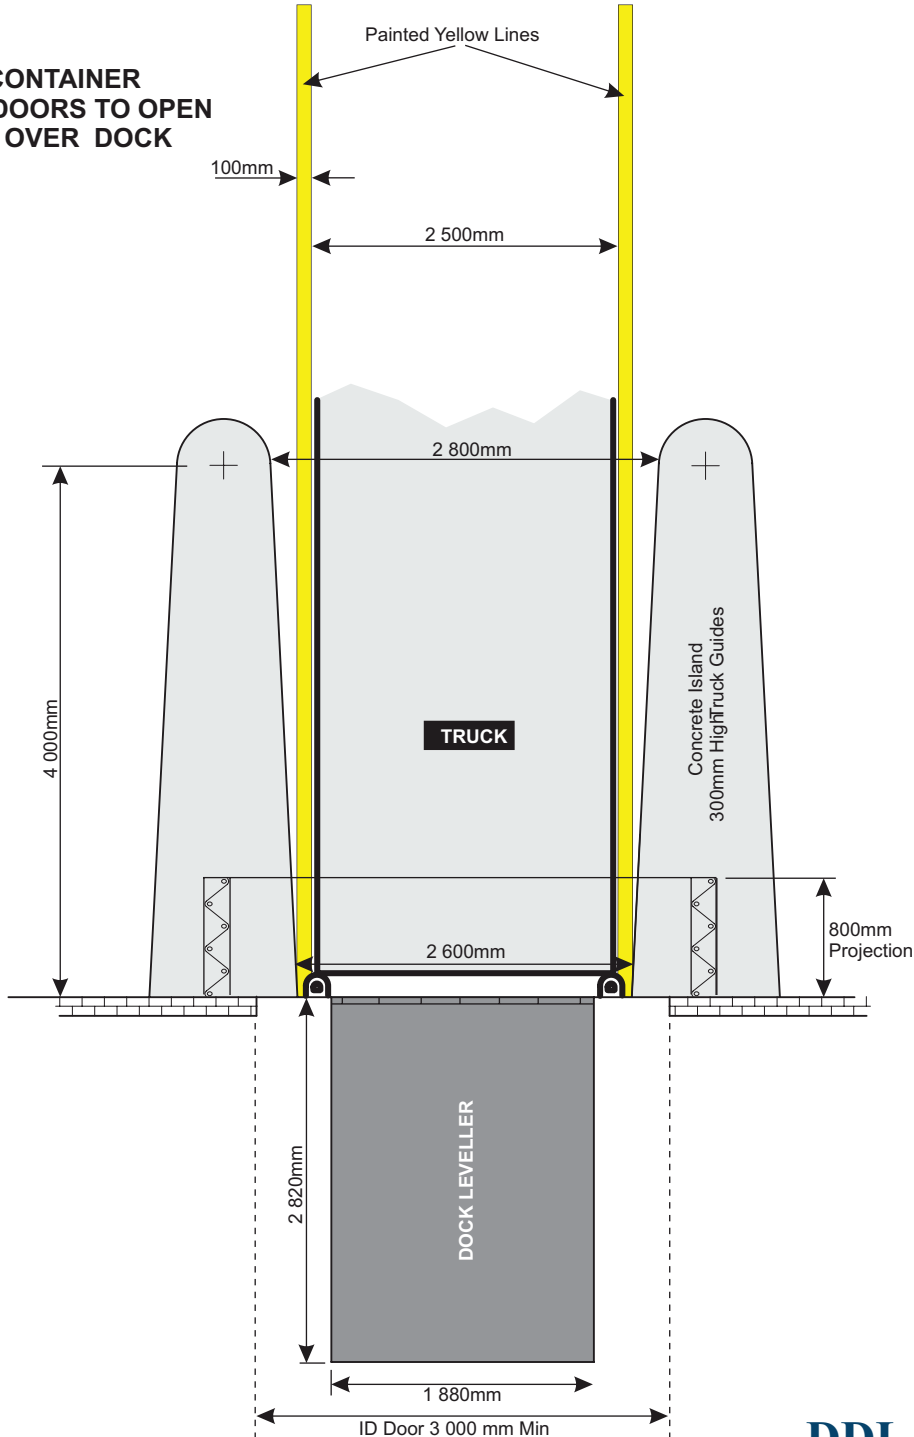 Painted Yellow Lines
CONTAINER
DOORS TO OPEN
OVER DOCK
100mm
2 500mm
2 800mm
4 000mm
TRUCK
Concrete Island
300mm HighTruck Guides
800mm
Projection
2 600mm
2 820mm
DOCK LEVELLER
1 880mm
ID Door 3 000 mm Min